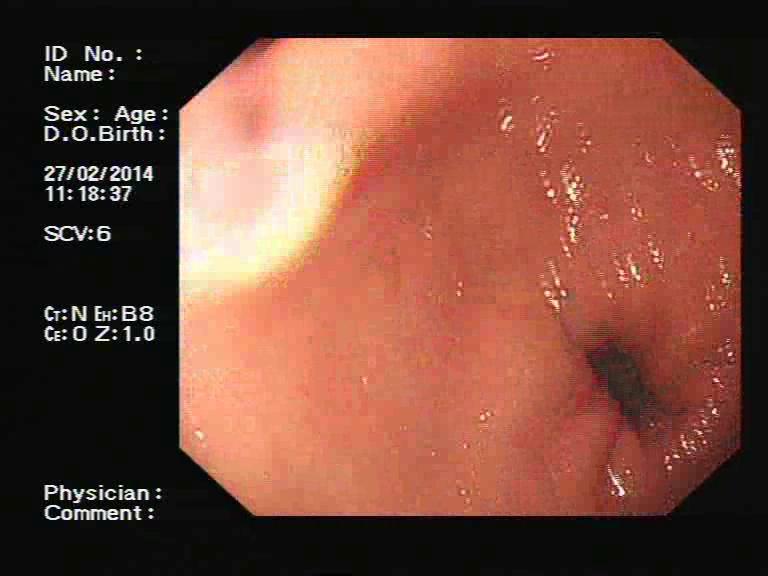 ID No. :
Name:
Sex: Age:
D.O.Birth:
27/02/2014
11:18:37
SCV:6
CT:N EH:B8
CE:0 Z:1.0
Physician:
Comment: